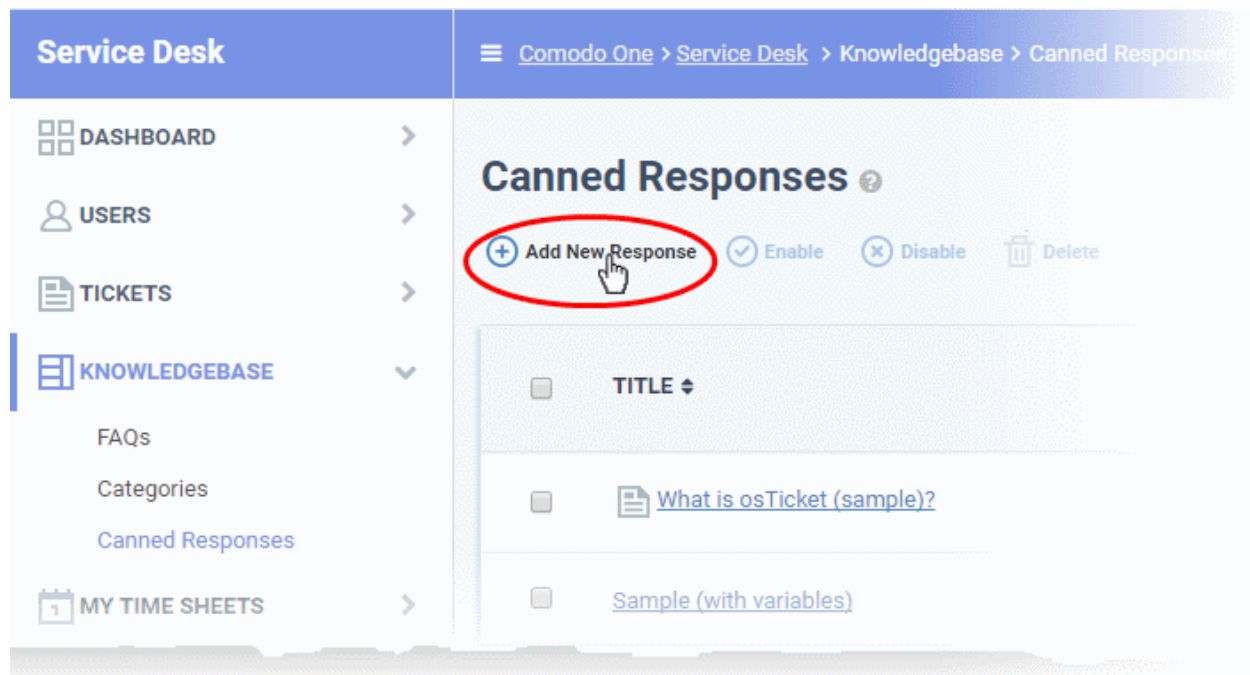 Service Desk
Comodo One > Service Desk > Knowledgebase > Canned Responses
DASHBOARD
USERS
TICKETS
KNOWLEDGEBASE
FAQs
Categories
Canned Responses
1 MY TIME SHEETS
Canned Responses ?
Add New Response Enable Disable Delete
TITLE
What is osTicket (sample)?
Sample (with variables)